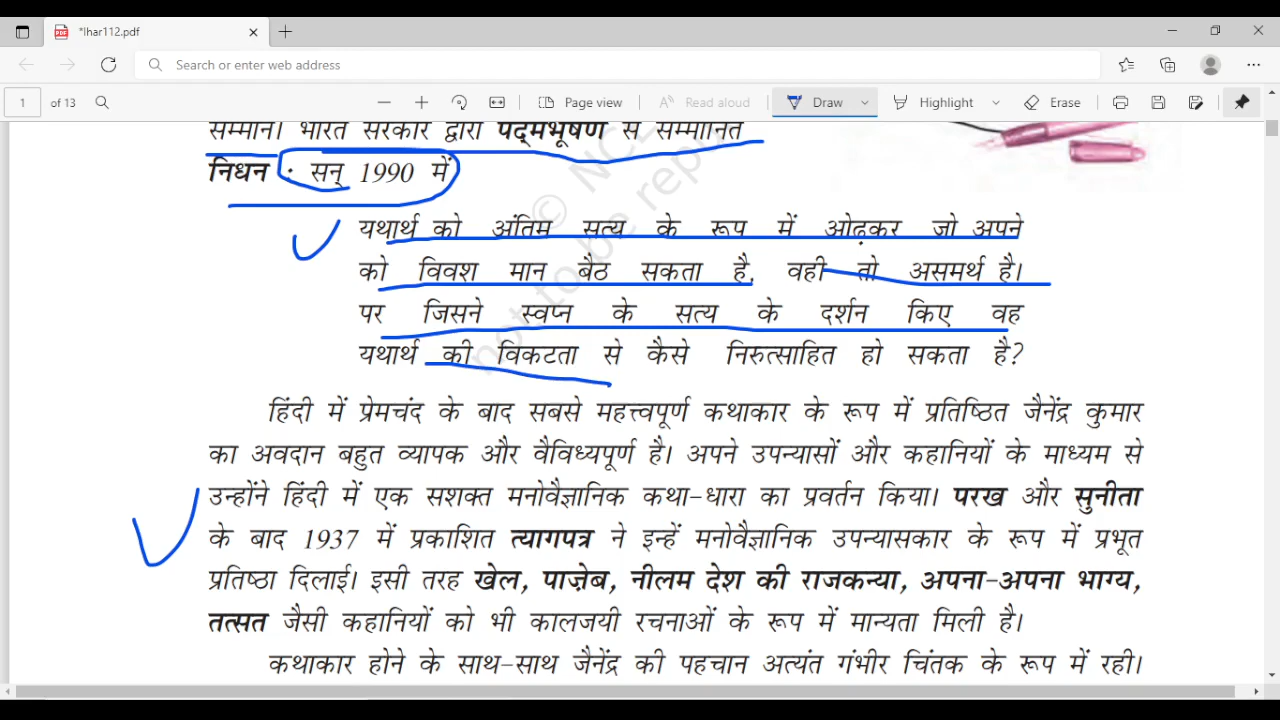 *lhar112.pdf
Search or enter web address
1 of 13 Page view Read aloud Draw Highlight Erase
सम्मान। भारत सरकार द्वारा पद्मभूषण से सम्मानित
निधन : सन् 1990 में
यथार्थ को अंतिम सत्य के रूप में ओढ़कर जो अपने
को विवश मान बैठ सकता है, वही तो असमर्थ है।
पर जिसने स्वप्न के सत्य के दर्शन किए वह
यथार्थ की विकटता से कैसे निरुत्साहित हो सकता है?
हिंदी में प्रेमचंद के बाद सबसे महत्त्वपूर्ण कथाकार के रूप में प्रतिष्ठित जैनेंद्र कुमार
का अवदान बहुत व्यापक और वैविध्यपूर्ण है। अपने उपन्यासों और कहानियों के माध्यम से
उन्होंने हिंदी में एक सशक्त मनोवैज्ञानिक कथा-धारा का प्रवर्तन किया। परख और सुनीता
के बाद 1937 में प्रकाशित त्यागपत्र ने इन्हें मनोवैज्ञानिक उपन्यासकार के रूप में प्रभूत
प्रतिष्ठा दिलाई। इसी तरह खेल, पाज़ेब, नीलम देश की राजकन्या, अपना-अपना भाग्य,
तत्सत जैसी कहानियों को भी कालजयी रचनाओं के रूप में मान्यता मिली है।
कथाकार होने के साथ-साथ जैनेंद्र की पहचान अत्यंत गंभीर चिंतक के रूप में रही।
© NC
not to be repu